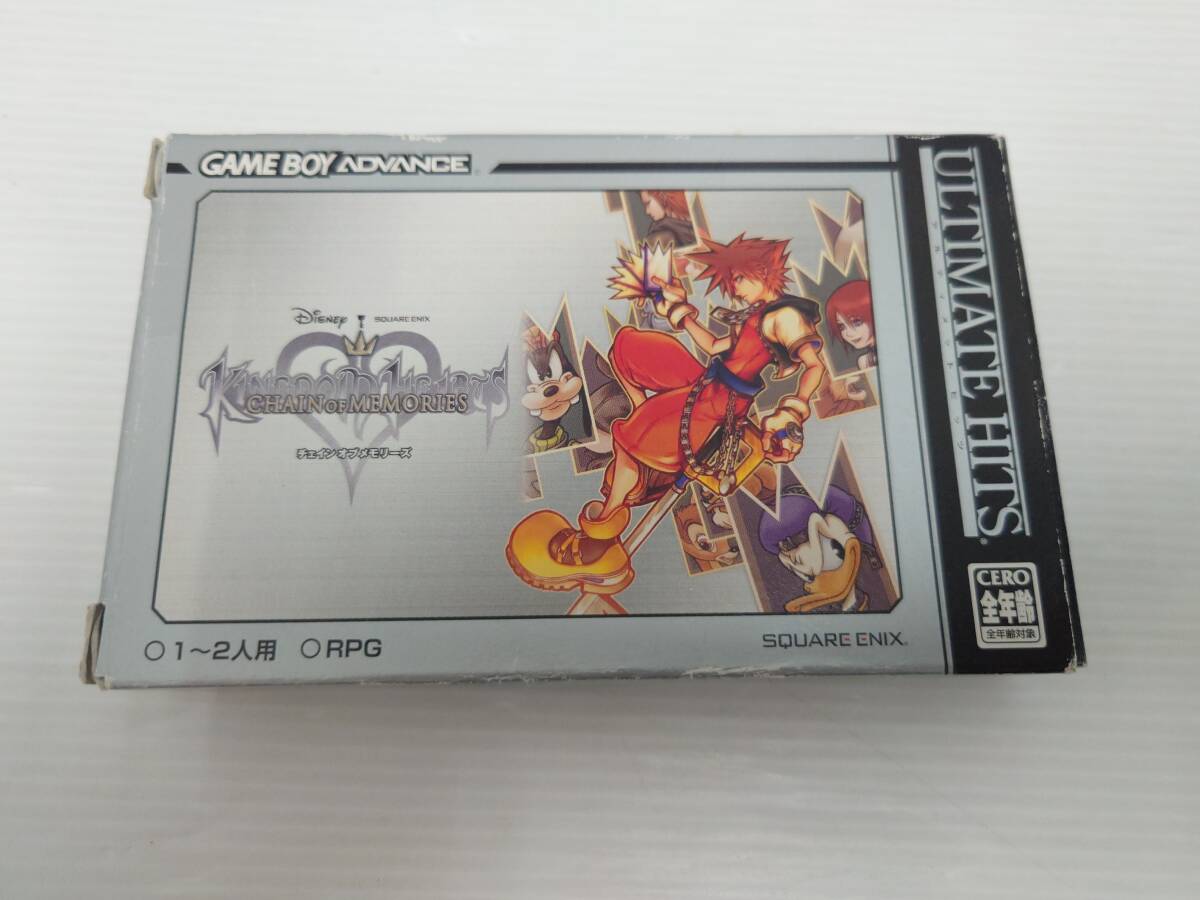 GAME BOY ADVANCE
Disney SQUARE ENIX
KINGDOM HEARTS
CHAIN OF MEMORIES
チェイン オブ メモリーズ
○1～2人用 ○RPG
SQUARE ENIX
ULTIMATE HITS
アルティメット ヒッツ
CERO
全年齢
全年齢対象